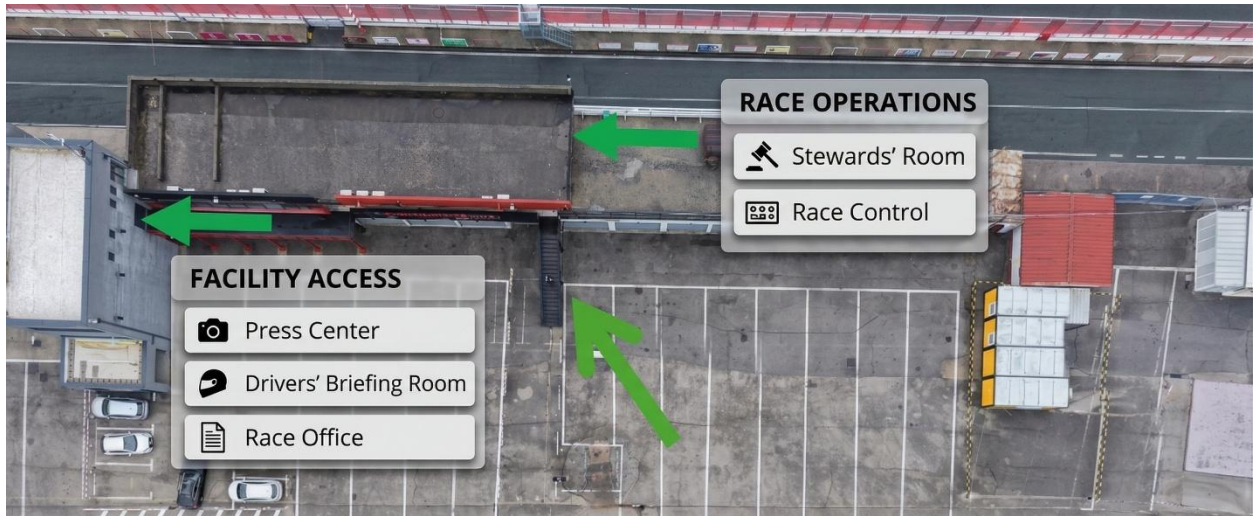 RACE OPERATIONS
Stewards’ Room
Race Control
FACILITY ACCESS
Press Center
Drivers’ Briefing Room
Race Office